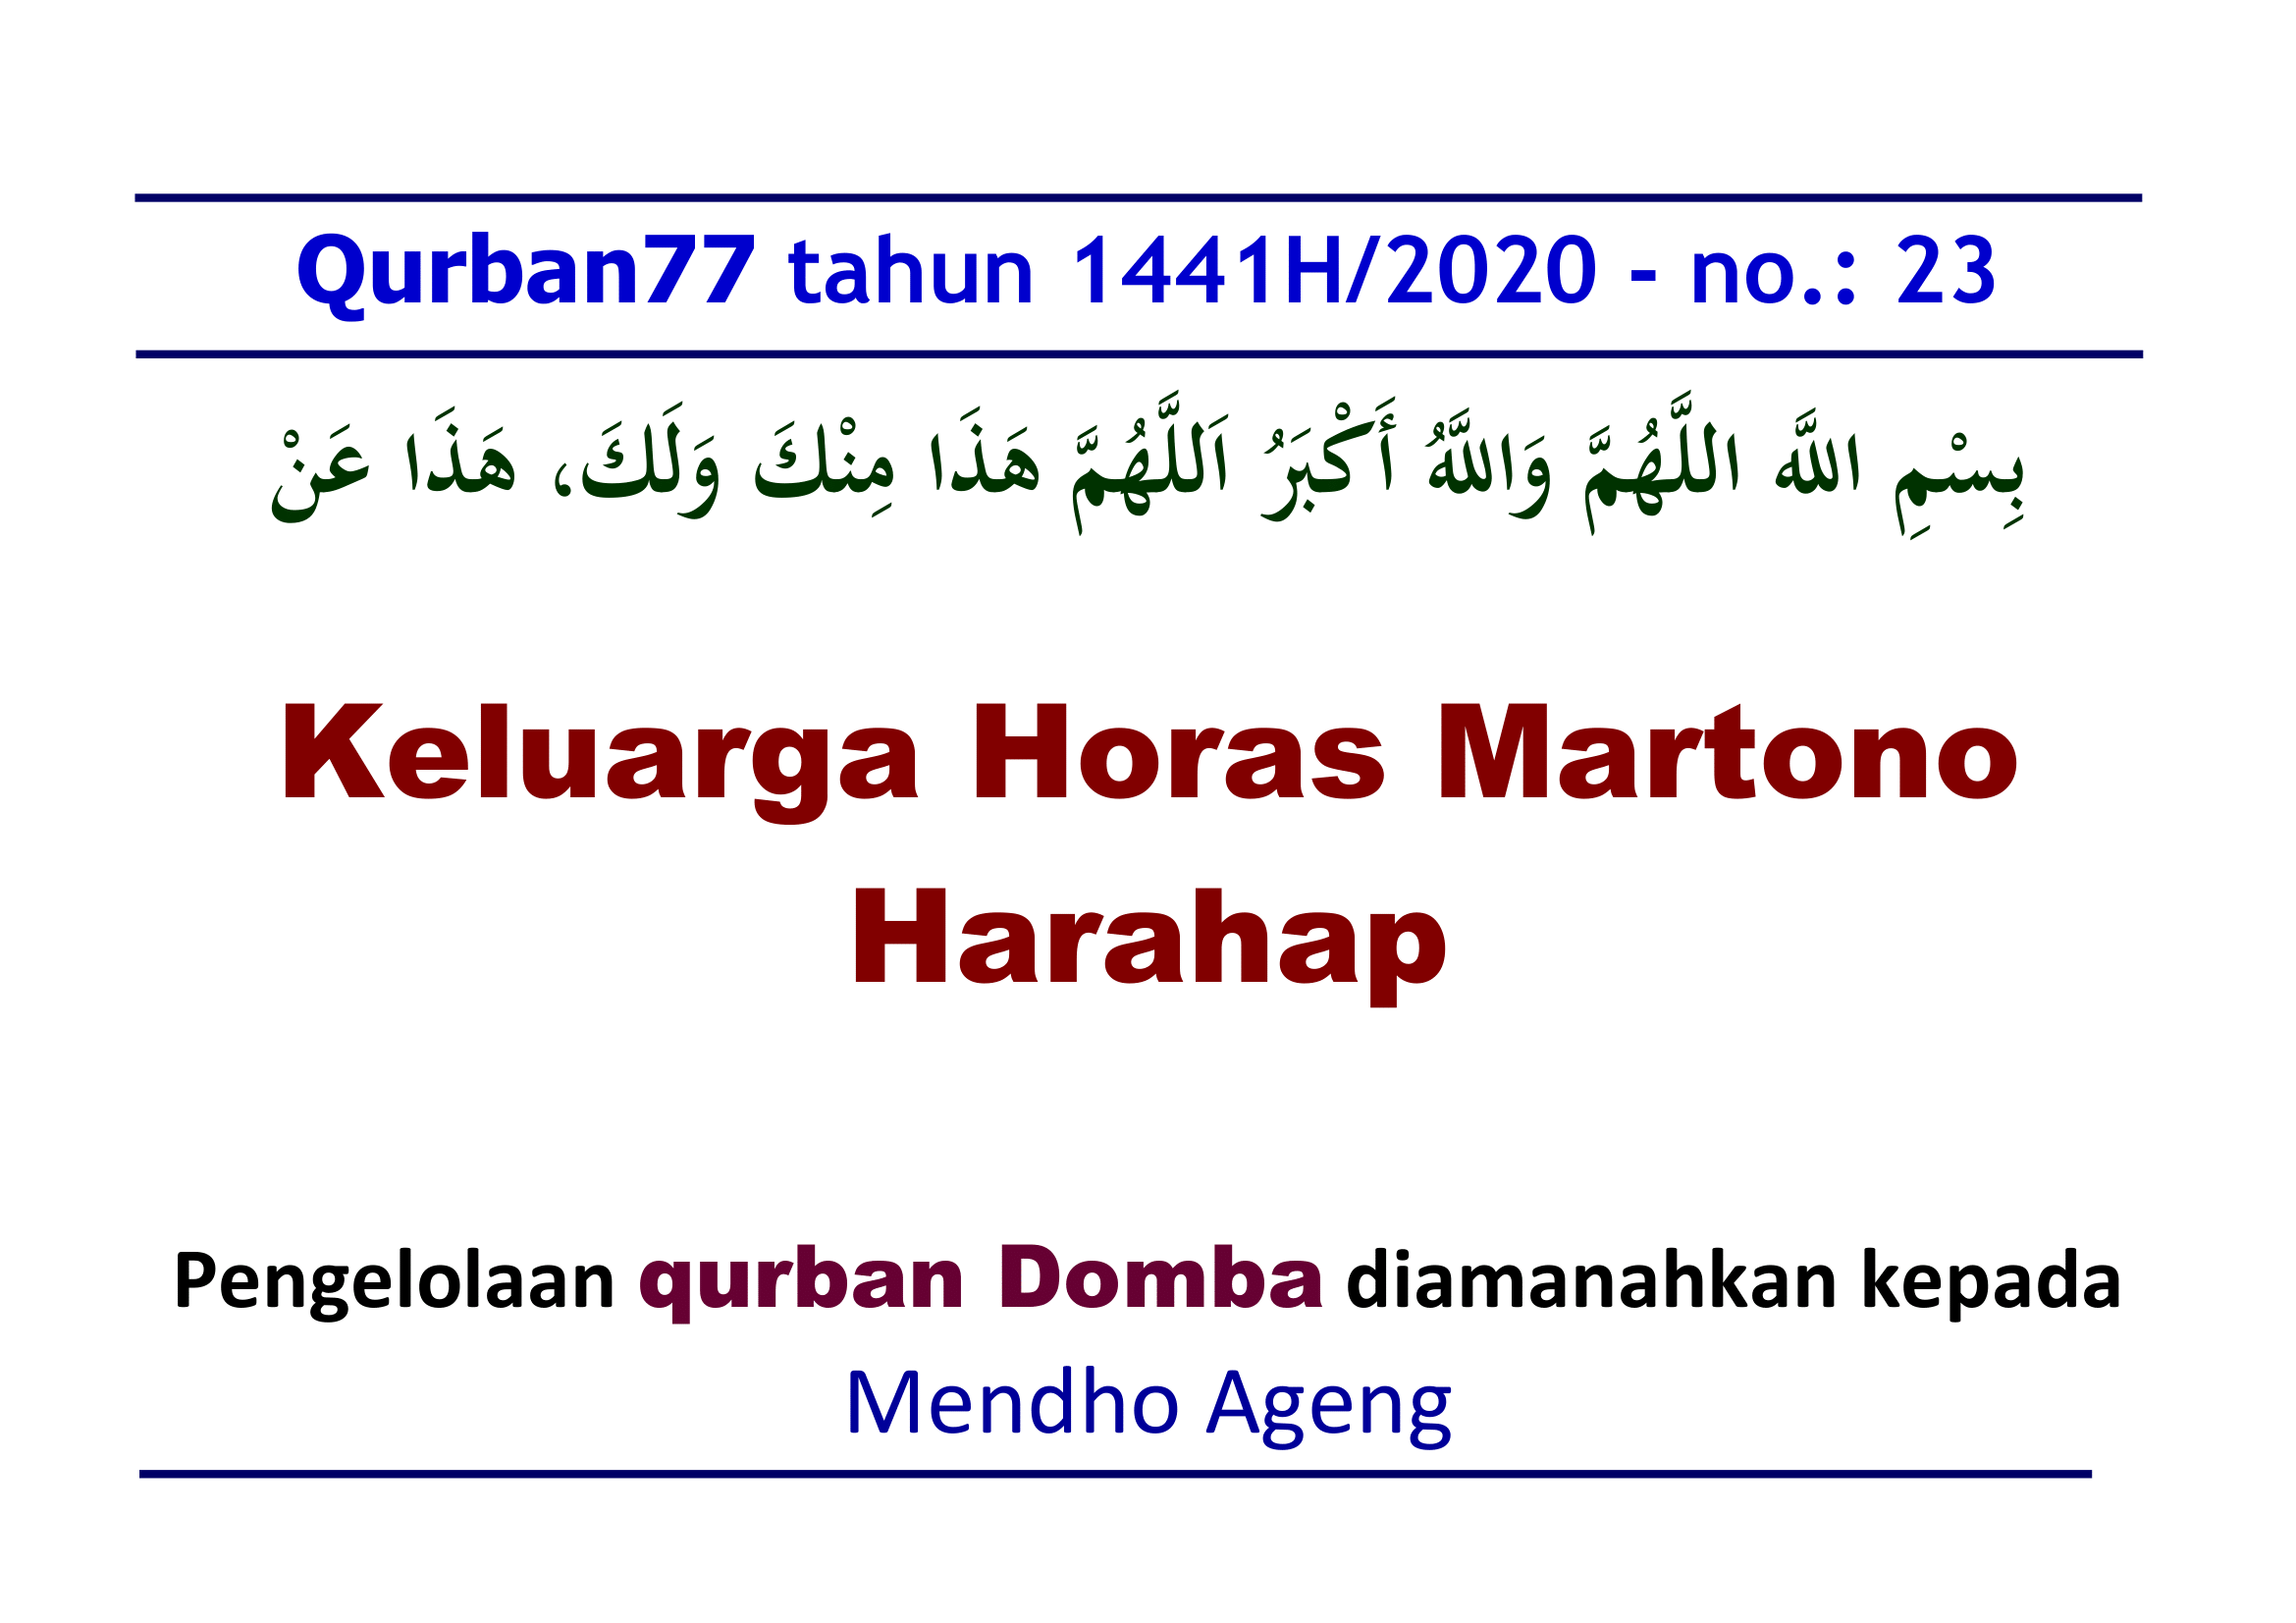 Qurban77 tahun 1441H/2020 - no.: 23
بِسْمِ اللَّه اَللَّهُمَّ وَاللَّهُ أَكْبَرُ اَللَّهُمَّ هَذَا مِنْكَ وَلَكَ، هَذَا عَنْ
Keluarga Horas Martono
Harahap
Pengelolaan qurban Domba diamanahkan kepada
Mendho Ageng